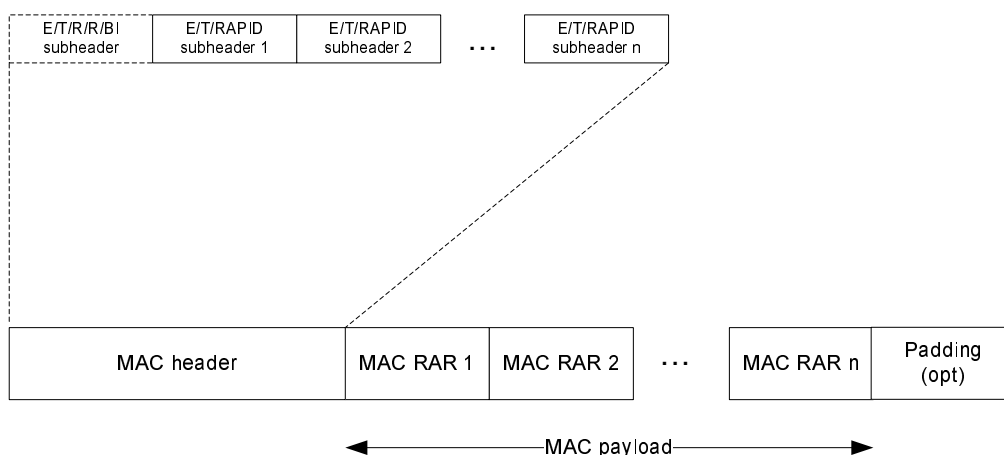 E/T/R/R/BI
subheader
E/T/RAPID
subheader 1
E/T/RAPID
subheader 2
...
E/T/RAPID
subheader n
MAC header
MAC RAR 1
MAC RAR 2
...
MAC RAR n
Padding
(opt)
MAC payload